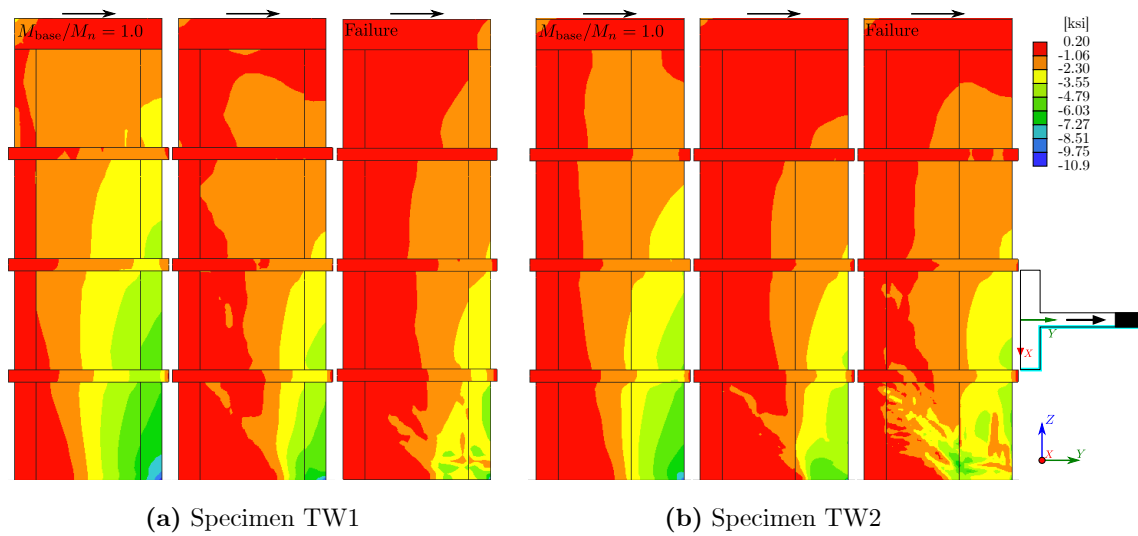 M_base/M_n = 1.0
Failure
M_base/M_n = 1.0
Failure
[ksi]
0.20
-1.06
-2.30
-3.55
-4.79
-6.03
-7.27
-8.51
-9.75
-10.9
Y
X
Z
X
Y
(a) Specimen TW1
(b) Specimen TW2